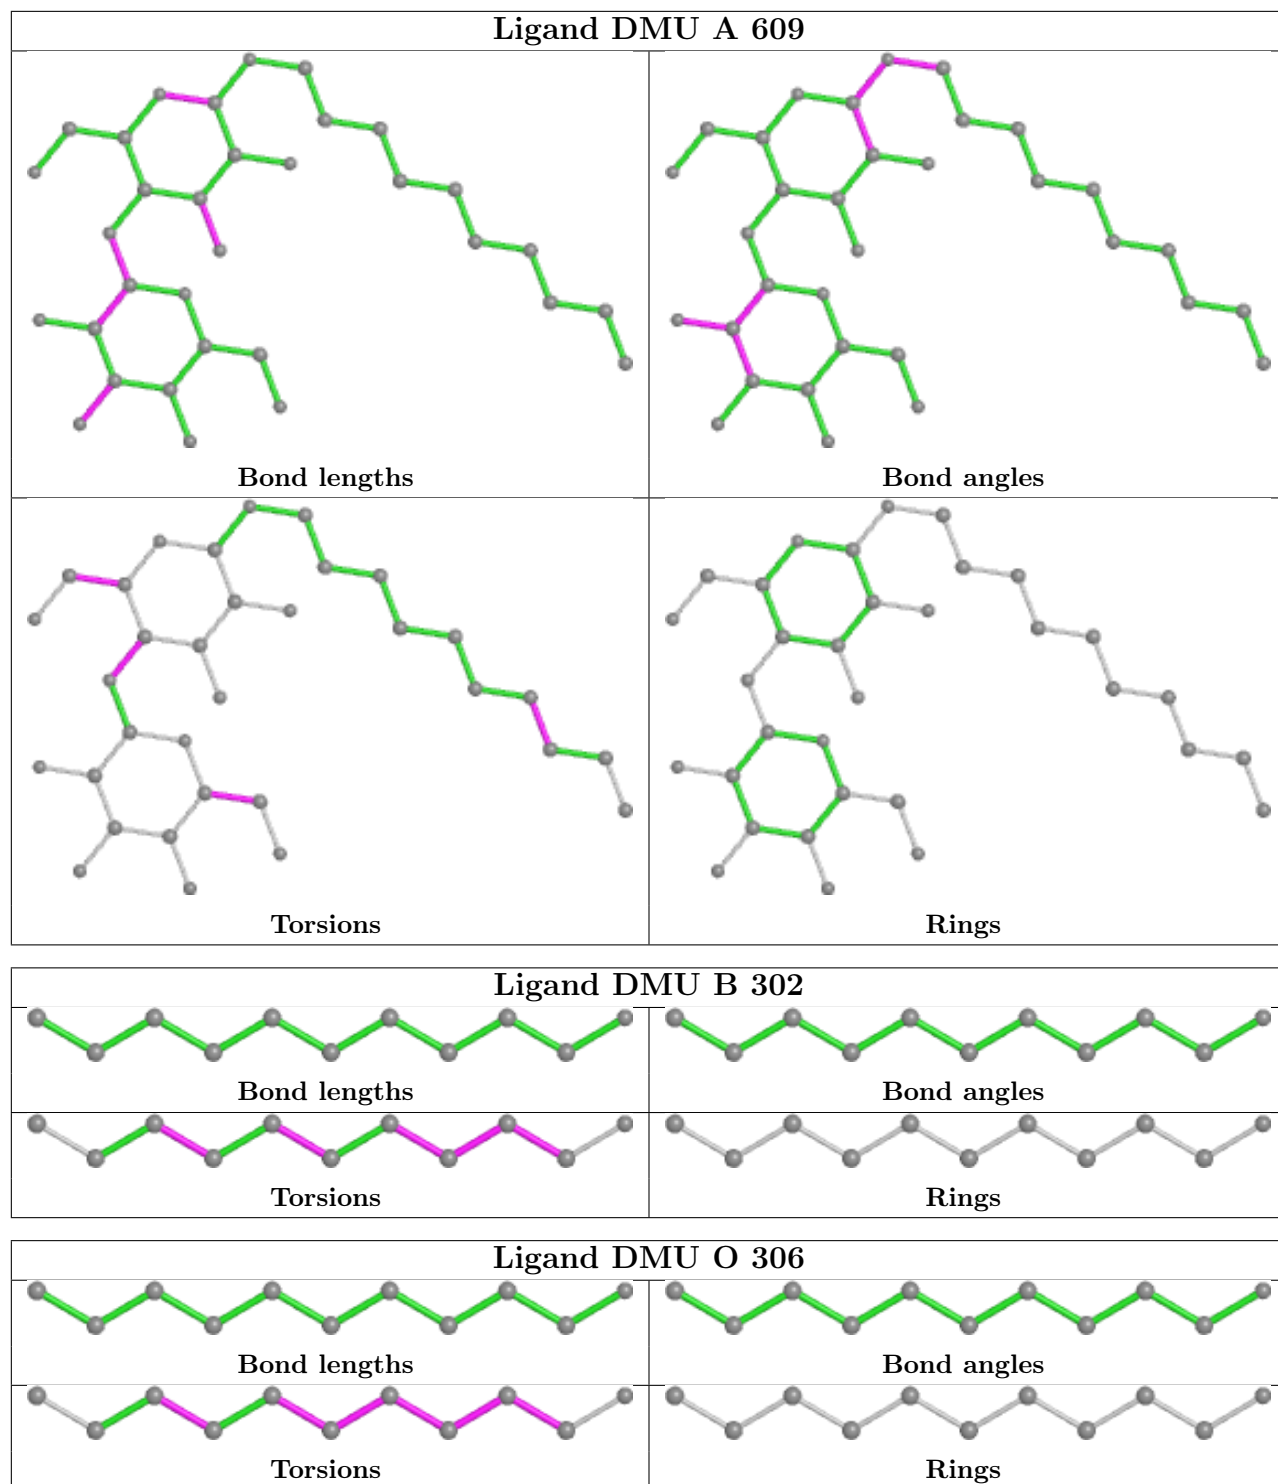 Ligand DMU A 609
Bond lengths
Bond angles
Torsions
Rings
Ligand DMU B 302
Bond lengths
Bond angles
Torsions
Rings
Ligand DMU O 306
Bond lengths
Bond angles
Torsions
Rings